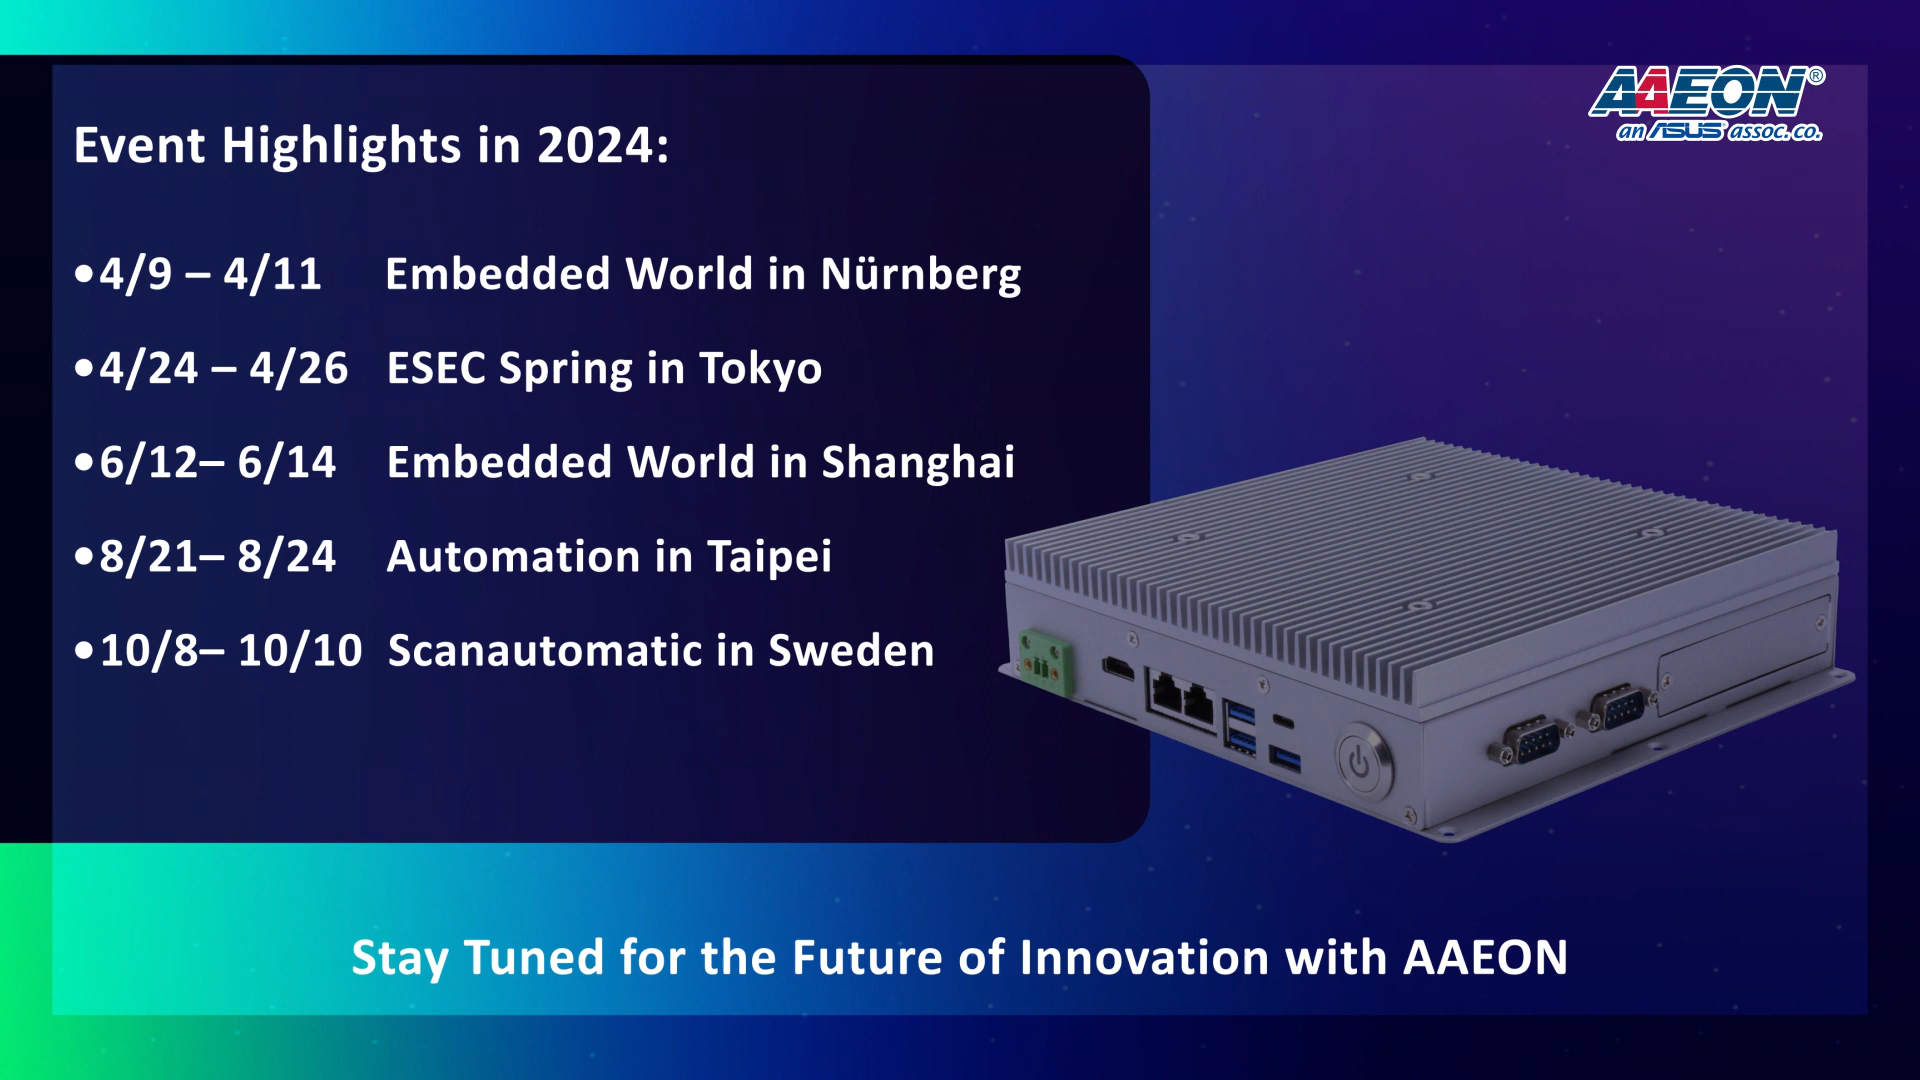 AAEON®
an ASUS assoc. co.
Event Highlights in 2024:
•4/9 – 4/11 Embedded World in Nürnberg
•4/24 – 4/26 ESEC Spring in Tokyo
•6/12– 6/14 Embedded World in Shanghai
•8/21– 8/24 Automation in Taipei
•10/8– 10/10 Scanautomatic in Sweden
Stay Tuned for the Future of Innovation with AAEON